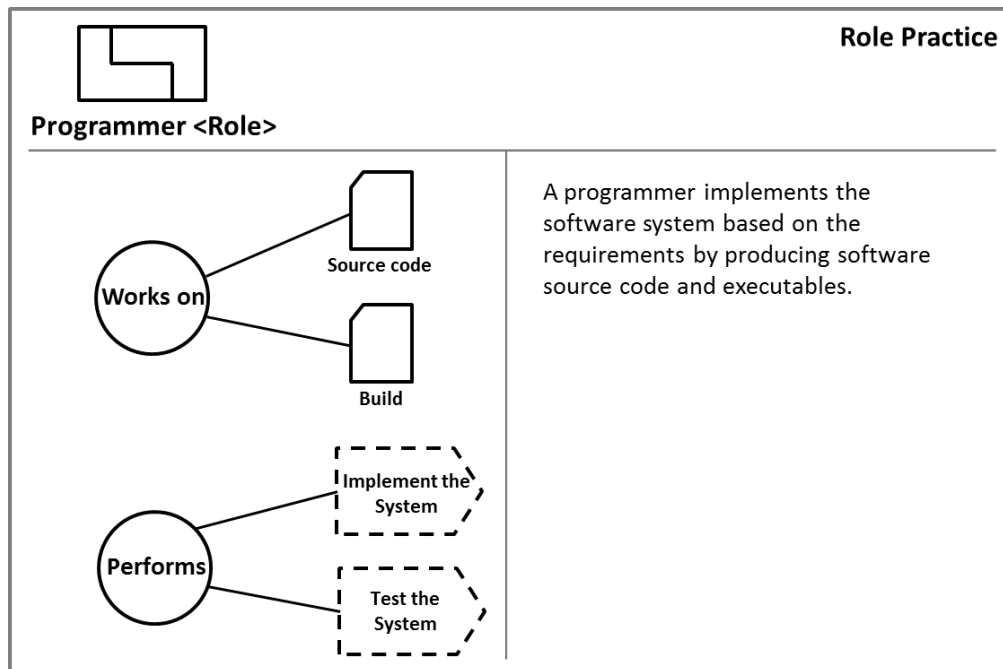 Role Practice
Programmer <Role>
Works on
Source code
Build
Performs
Implement the
System
Test the
System
A programmer implements the
software system based on the
requirements by producing software
source code and executables.